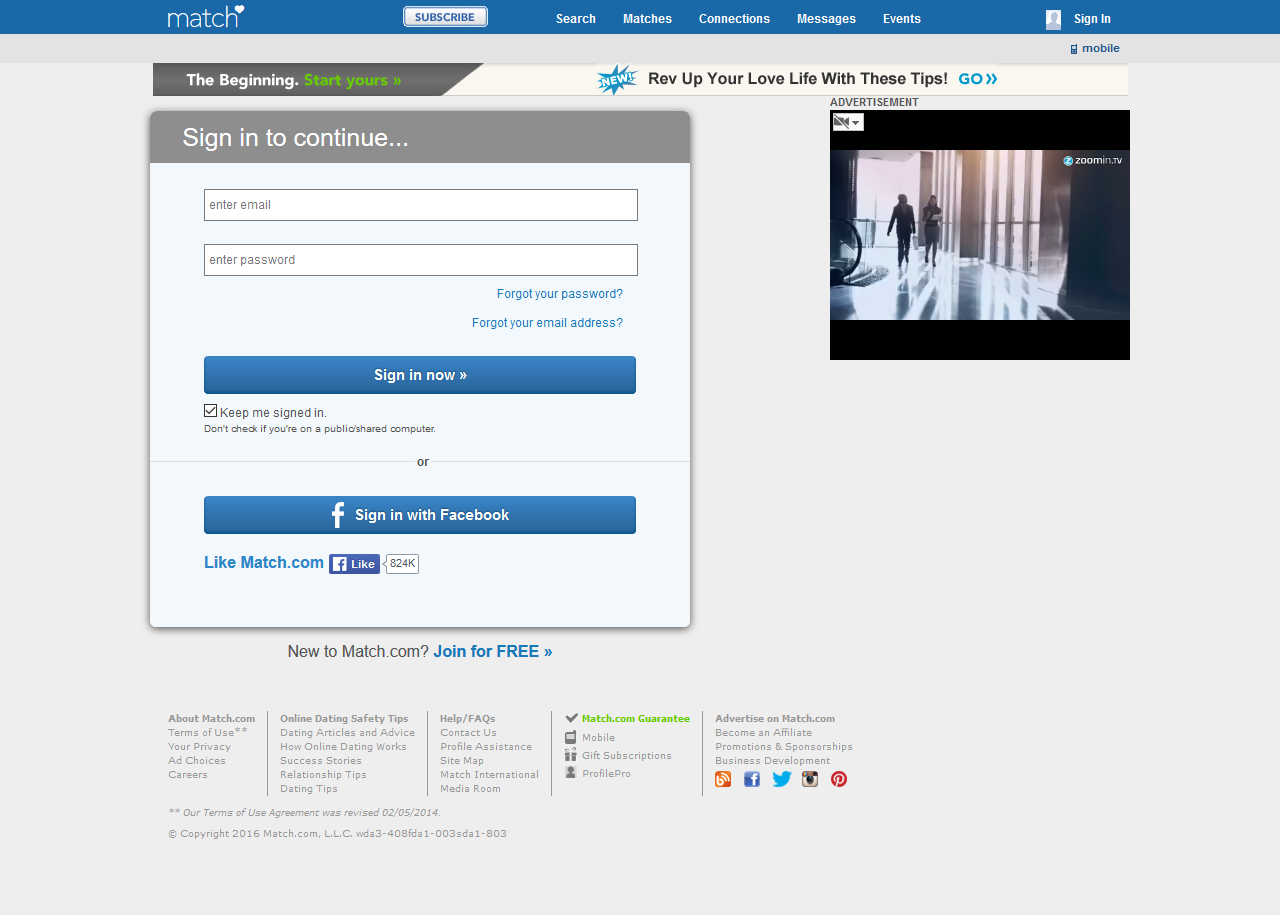 match
SUBSCRIBE
Search
Matches
Connections
Messages
Events
Sign In
mobile
The Beginning. Start yours »
NEW!
Rev Up Your Love Life With These Tips! GO »
ADVERTISEMENT
zoomin.tv
Sign in to continue...
enter email
enter password
Forgot your password?
Forgot your email address?
Sign in now »
Keep me signed in.
Don't check if you're on a public/shared computer.
or
Sign in with Facebook
Like Match.com
Like
824K
New to Match.com? Join for FREE »
About Match.com
Terms of Use**
Your Privacy
Ad Choices
Careers
Online Dating Safety Tips
Dating Articles and Advice
How Online Dating Works
Success Stories
Relationship Tips
Dating Tips
Help/FAQs
Contact Us
Profile Assistance
Site Map
Match International
Media Room
Match.com Guarantee
Mobile
Gift Subscriptions
ProfilePro
Advertise on Match.com
Become an Affiliate
Promotions & Sponsorships
Business Development
** Our Terms of Use Agreement was revised 02/05/2014.
© Copyright 2016 Match.com, L.L.C. wda3-408fda1-003sda1-803